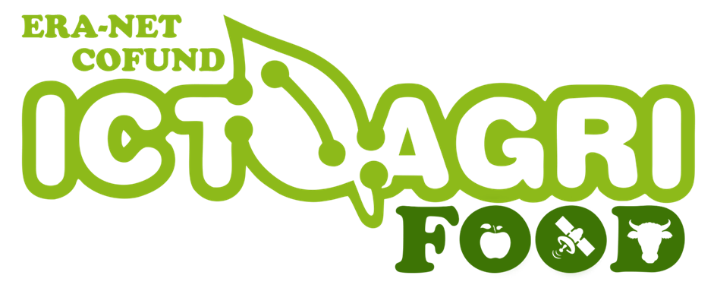 ERA-NET
COFUND
ICT AGRI
FOOD